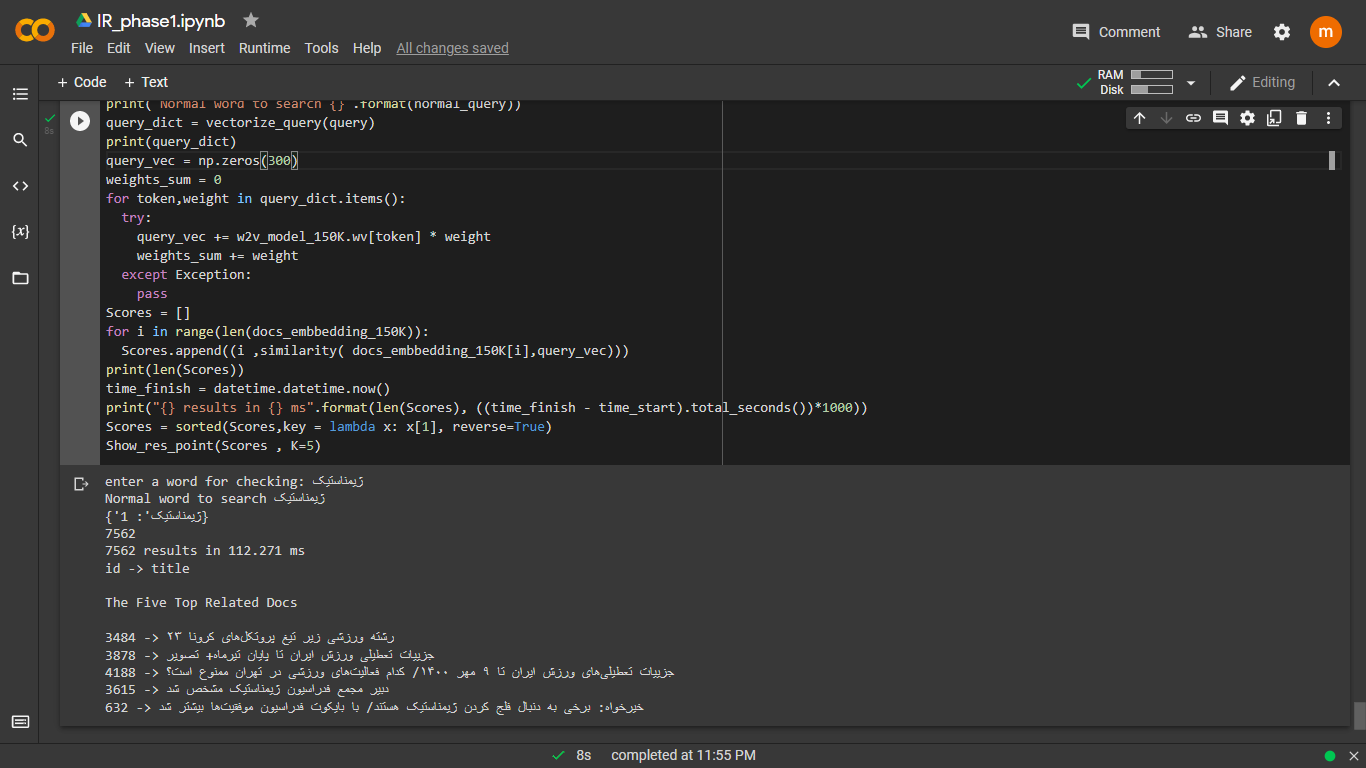 IR_phase1.ipynb
File Edit View Insert Runtime Tools Help All changes saved
Comment Share m
+ Code + Text
RAM
Disk
Editing
print("Normal word to search {}".format(normal_query))
8s
query_dict = vectorize_query(query)
print(query_dict)
query_vec = np.zeros(300)
weights_sum = 0
for token,weight in query_dict.items():
try:
query_vec += w2v_model_150K.wv[token] * weight
weights_sum += weight
except Exception:
pass
Scores = []
for i in range(len(docs_embbedding_150K)):
Scores.append((i ,similarity( docs_embbedding_150K[i],query_vec)))
print(len(Scores))
time_finish = datetime.datetime.now()
print("{} results in {} ms".format(len(Scores), ((time_finish - time_start).total_seconds())*1000))
Scores = sorted(Scores,key = lambda x: x[1], reverse=True)
Show_res_point(Scores , K=5)
enter a word for checking: ژیمناستیک
Normal word to search ژیمناستیک
{'ژیمناستیک': 1}
7562
7562 results in 112.271 ms
id -> title
The Five Top Related Docs
3484 -> رشته ورزشی زیر تیغ پروتکل‌های کرونا ۲۳
3878 -> جزییات تعطیلی ورزش ایران تا پایان تیرماه+ تصویر
4188 -> جزییات تعطیلی‌های ورزش ایران تا ۹ مهر ۱۴۰۰/ کدام فعالیت‌های ورزشی در تهران ممنوع است؟
3615 -> دبیر مجمع فدراسیون ژیمناستیک مشخص شد
632 -> خیرخواه: برخی به دنبال فلج کردن ژیمناستیک هستند/ با بایکوت فدراسیون موفقیت‌ها بیشتر شد
8s completed at 11:55 PM